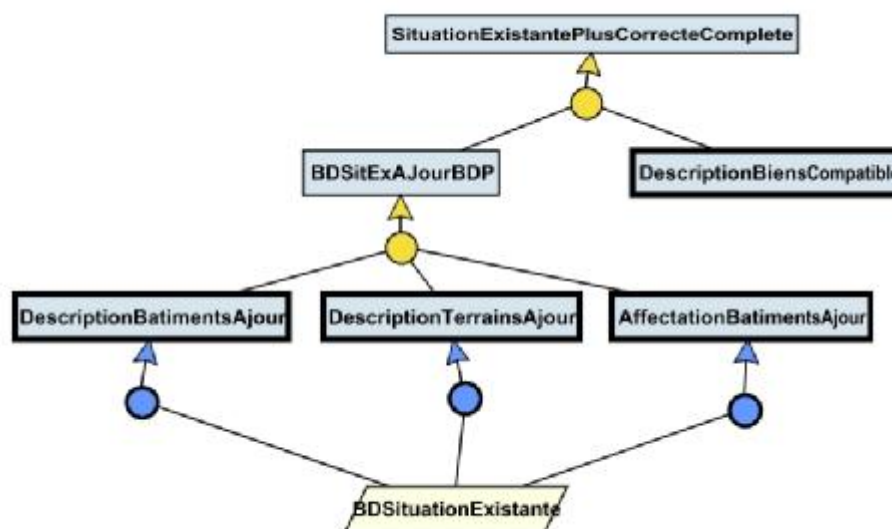 SituationExistantePlusCorrecteComplete
BDSitExAJourBDP
DescriptionBiensCompatible
DescriptionBatimentsAjour
DescriptionTerrainsAjour
AffectationBatimentsAjour
BDSituationExistante